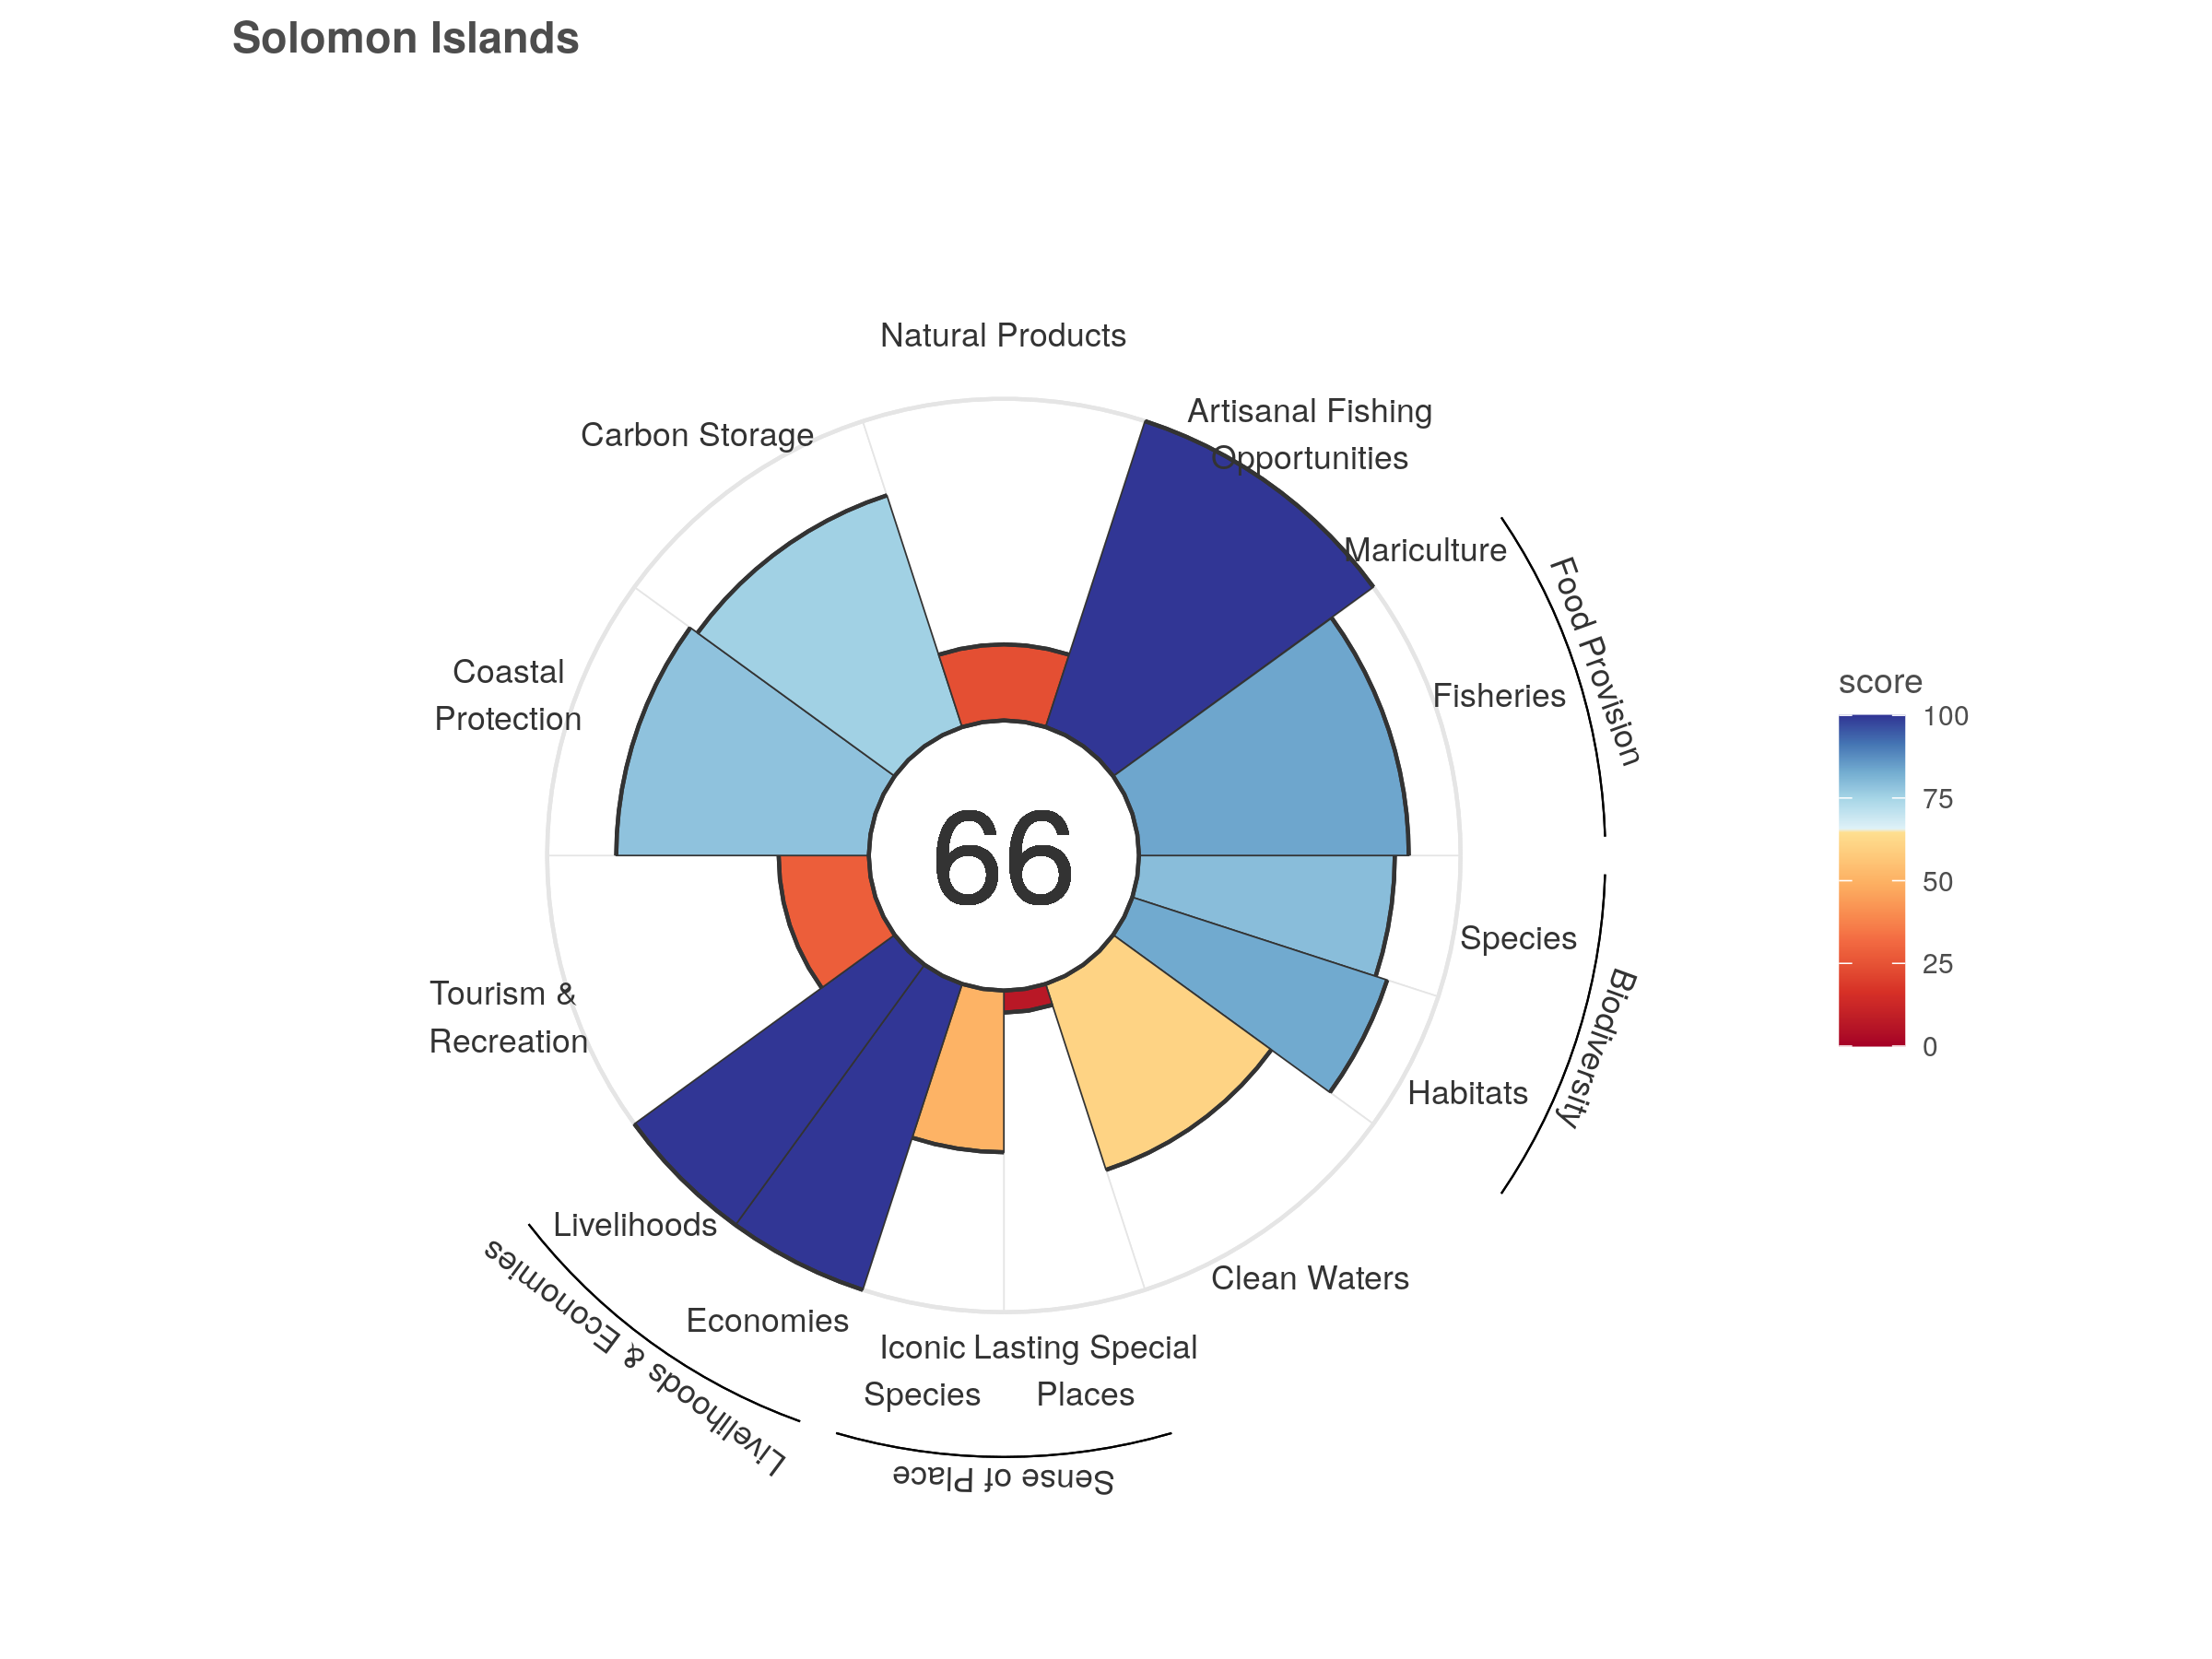 Solomon Islands
Natural Products
Artisanal Fishing
Opportunities
Carbon Storage
Mariculture
Food Provision
Fisheries
Coastal
Protection
score
100
75
50
25
0
66
Species
Biodiversity
Habitats
Tourism &
Recreation
Livelihoods
Livelihoods & Economies
Economies
Clean Waters
Iconic
Species
Lasting Special
Places
Sense of Place